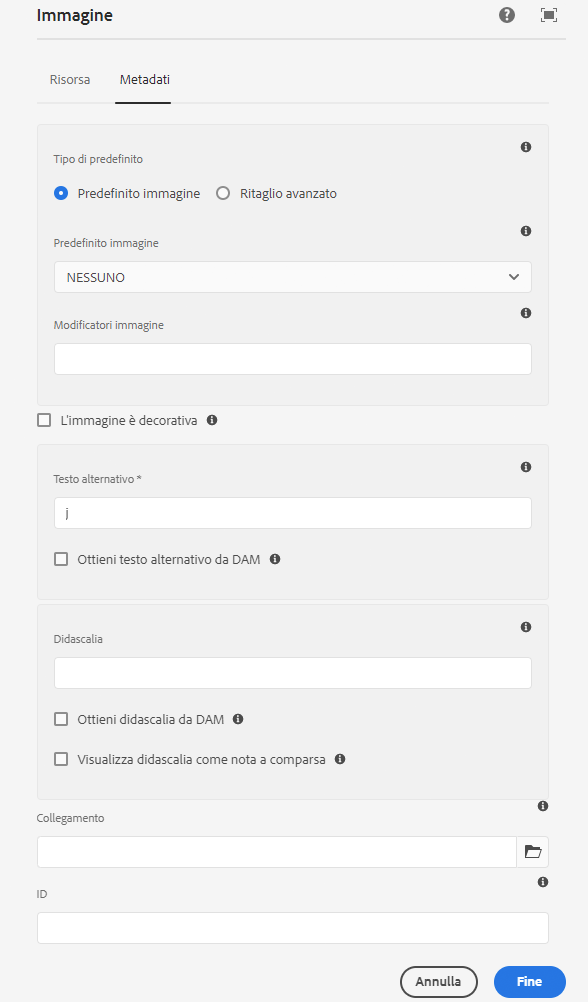 Immagine
Risorsa Metadati
Tipo di predefinito
Predefinito immagine Ritaglio avanzato
Predefinito immagine
NESSUNO
Modificatori immagine
L'immagine è decorativa
Testo alternativo *
j
Ottieni testo alternativo da DAM
Didascalia
Ottieni didascalia da DAM
Visualizza didascalia come nota a comparsa
Collegamento
ID
Annulla Fine